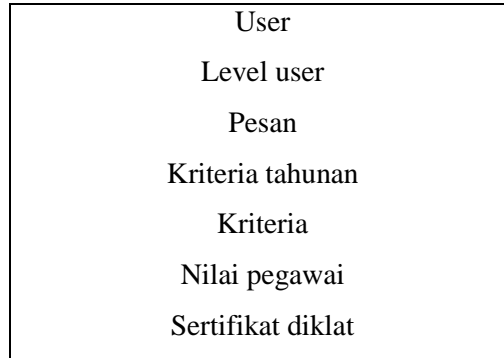 User
Level user
Pesan
Kriteria tahunan
Kriteria
Nilai pegawai
Sertifikat diklat